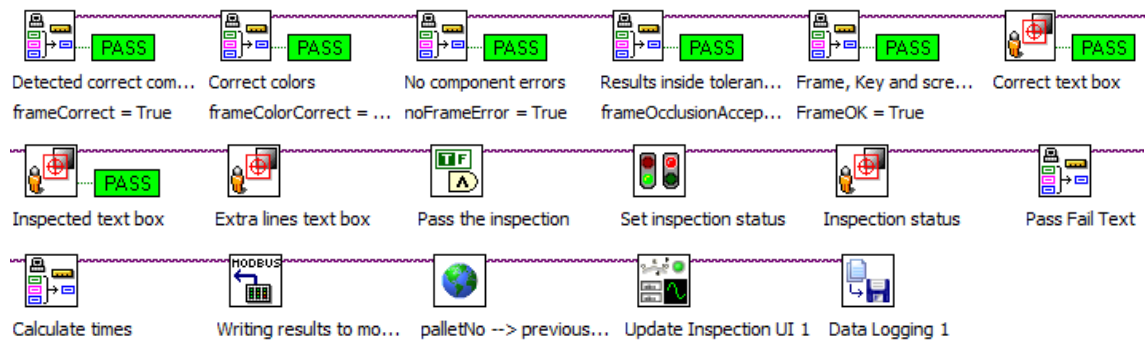 PASS PASS PASS PASS PASS PASS
Detected correct com... Correct colors No component errors Results inside toleran... Frame, Key and scre... Correct text box
frameCorrect = True frameColorCorrect = ... noFrameError = True frameOcclusionAccep... FrameOK = True
PASS TF
Inspected text box Extra lines text box Pass the inspection Set inspection status Inspection status Pass Fail Text
MODBUS
Calculate times Writing results to mo... palletNo --> previous... Update Inspection UI 1 Data Logging 1